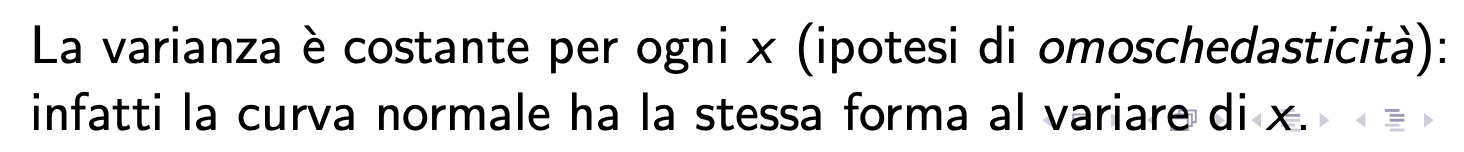 La varianza è costante per ogni x (ipotesi di omoschedasticità):
infatti la curva normale ha la stessa forma al variare di x.